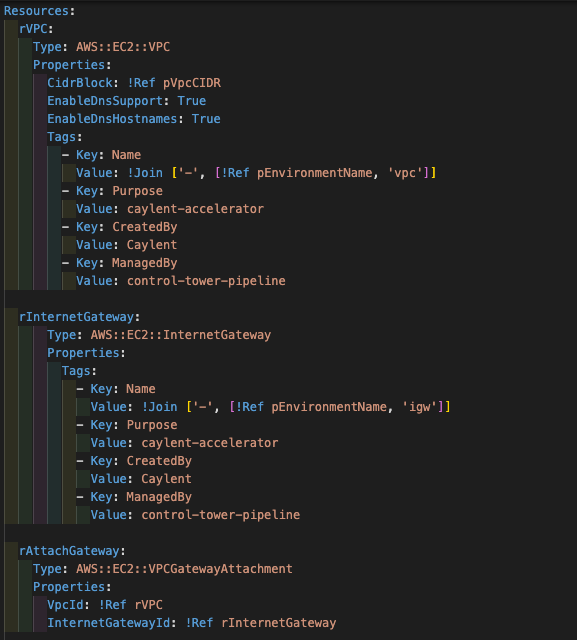 Resources:
  rVPC:
    Type: AWS::EC2::VPC
    Properties:
      CidrBlock: !Ref pVpcCIDR
      EnableDnsSupport: True
      EnableDnsHostnames: True
      Tags:
        - Key: Name
          Value: !Join ['-', [!Ref pEnvironmentName, 'vpc']]
        - Key: Purpose
          Value: caylent-accelerator
        - Key: CreatedBy
          Value: Caylent
        - Key: ManagedBy
          Value: control-tower-pipeline

  rInternetGateway:
      Type: AWS::EC2::InternetGateway
      Properties:
        Tags:
          - Key: Name
            Value: !Join ['-', [!Ref pEnvironmentName, 'igw']]
          - Key: Purpose
            Value: caylent-accelerator
          - Key: CreatedBy
            Value: Caylent
          - Key: ManagedBy
            Value: control-tower-pipeline

  rAttachGateway:
    Type: AWS::EC2::VPCGatewayAttachment
    Properties:
      VpcId: !Ref rVPC
      InternetGatewayId: !Ref rInternetGateway